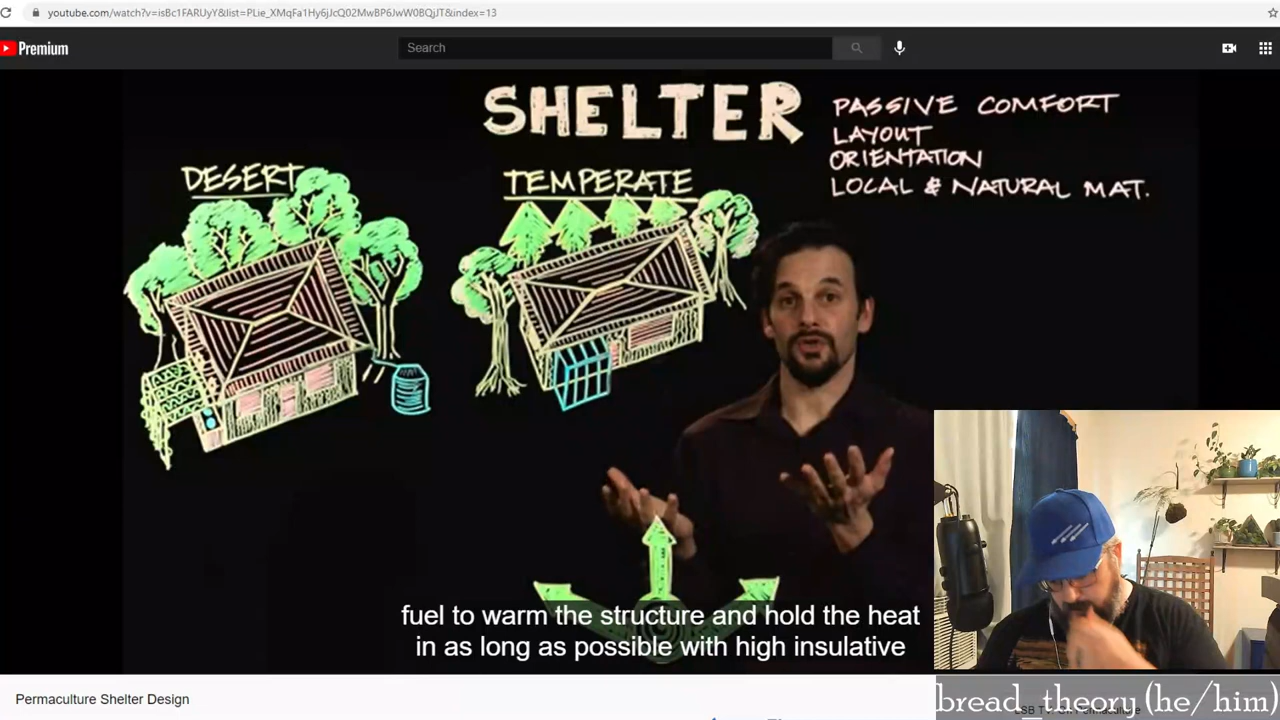 youtube.com/watch?v=isBc1FARUyY&list=PLie_XMqFa1Hy6jJcQ02MwBP6JwW0BQjJT&index=13
Premium
Search
SHELTER
PASSIVE COMFORT
LAYOUT
ORIENTATION
LOCAL & NATURAL MAT.
DESERT
TEMPERATE
fuel to warm the structure and hold the heat
in as long as possible with high insulative
Permaculture Shelter Design
bread_theory (he/him)